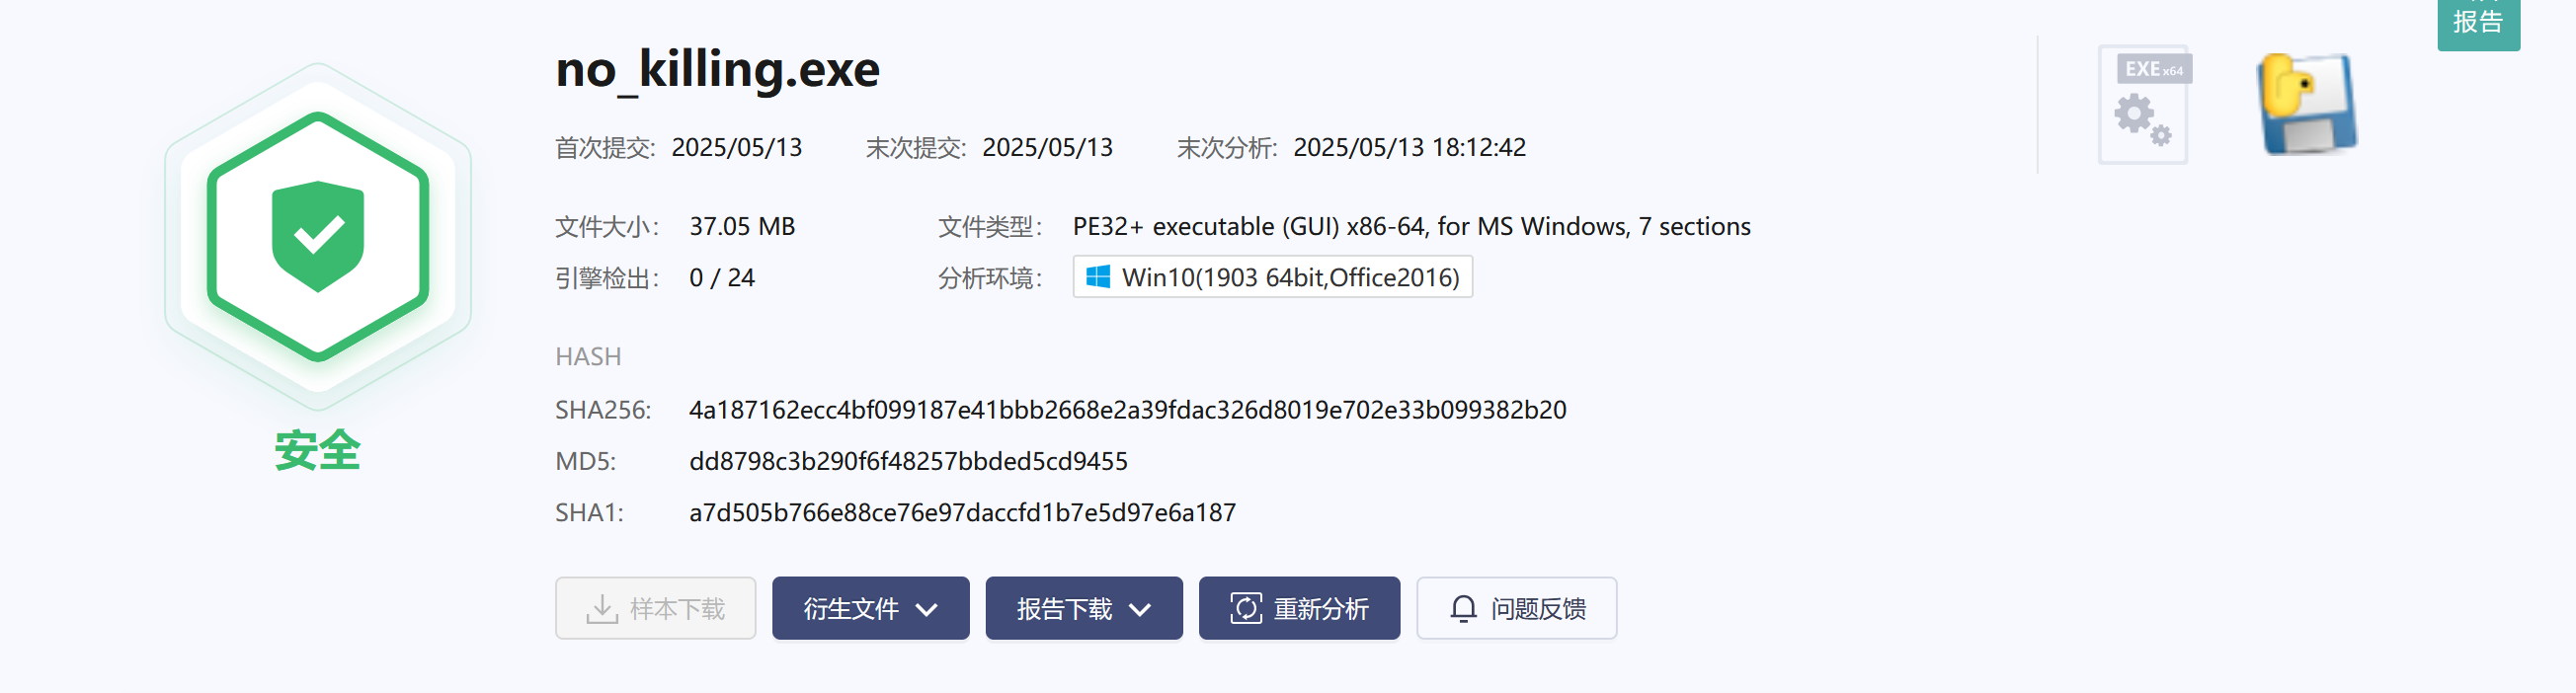 报告
no_killing.exe
EXE x64
首次提交: 2025/05/13 末次提交: 2025/05/13 末次分析: 2025/05/13 18:12:42
文件大小: 37.05 MB 文件类型: PE32+ executable (GUI) x86-64, for MS Windows, 7 sections
引擎检出: 0 / 24 分析环境: Win10(1903 64bit,Office2016)
HASH
SHA256: 4a187162ecc4bf099187e41bbb2668e2a39fdac326d8019e702e33b099382b20
安全
MD5: dd8798c3b290f6f48257bbded5cd9455
SHA1: a7d505b766e88ce76e97daccfd1b7e5d97e6a187
样本下载 衍生文件 报告下载 重新分析 问题反馈